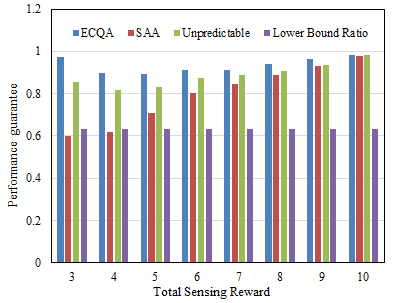 1.2
ECQA SAA Unpredictable Lower Bound Ratio
1
0.8
0.6
0.4
0.2
0
Performance guarantee
3 4 5 6 7 8 9 10
Total Sensing Reward